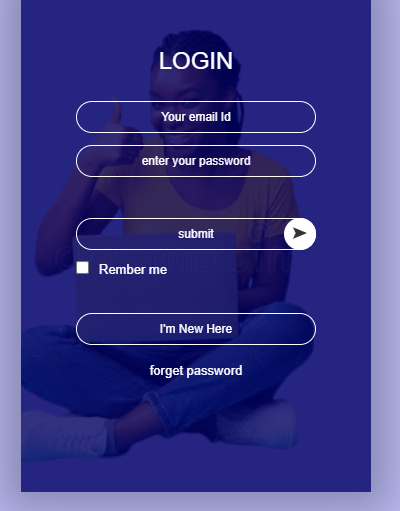 LOGIN
Your email Id
enter your password
submit
Rember me
I'm New Here
forget password